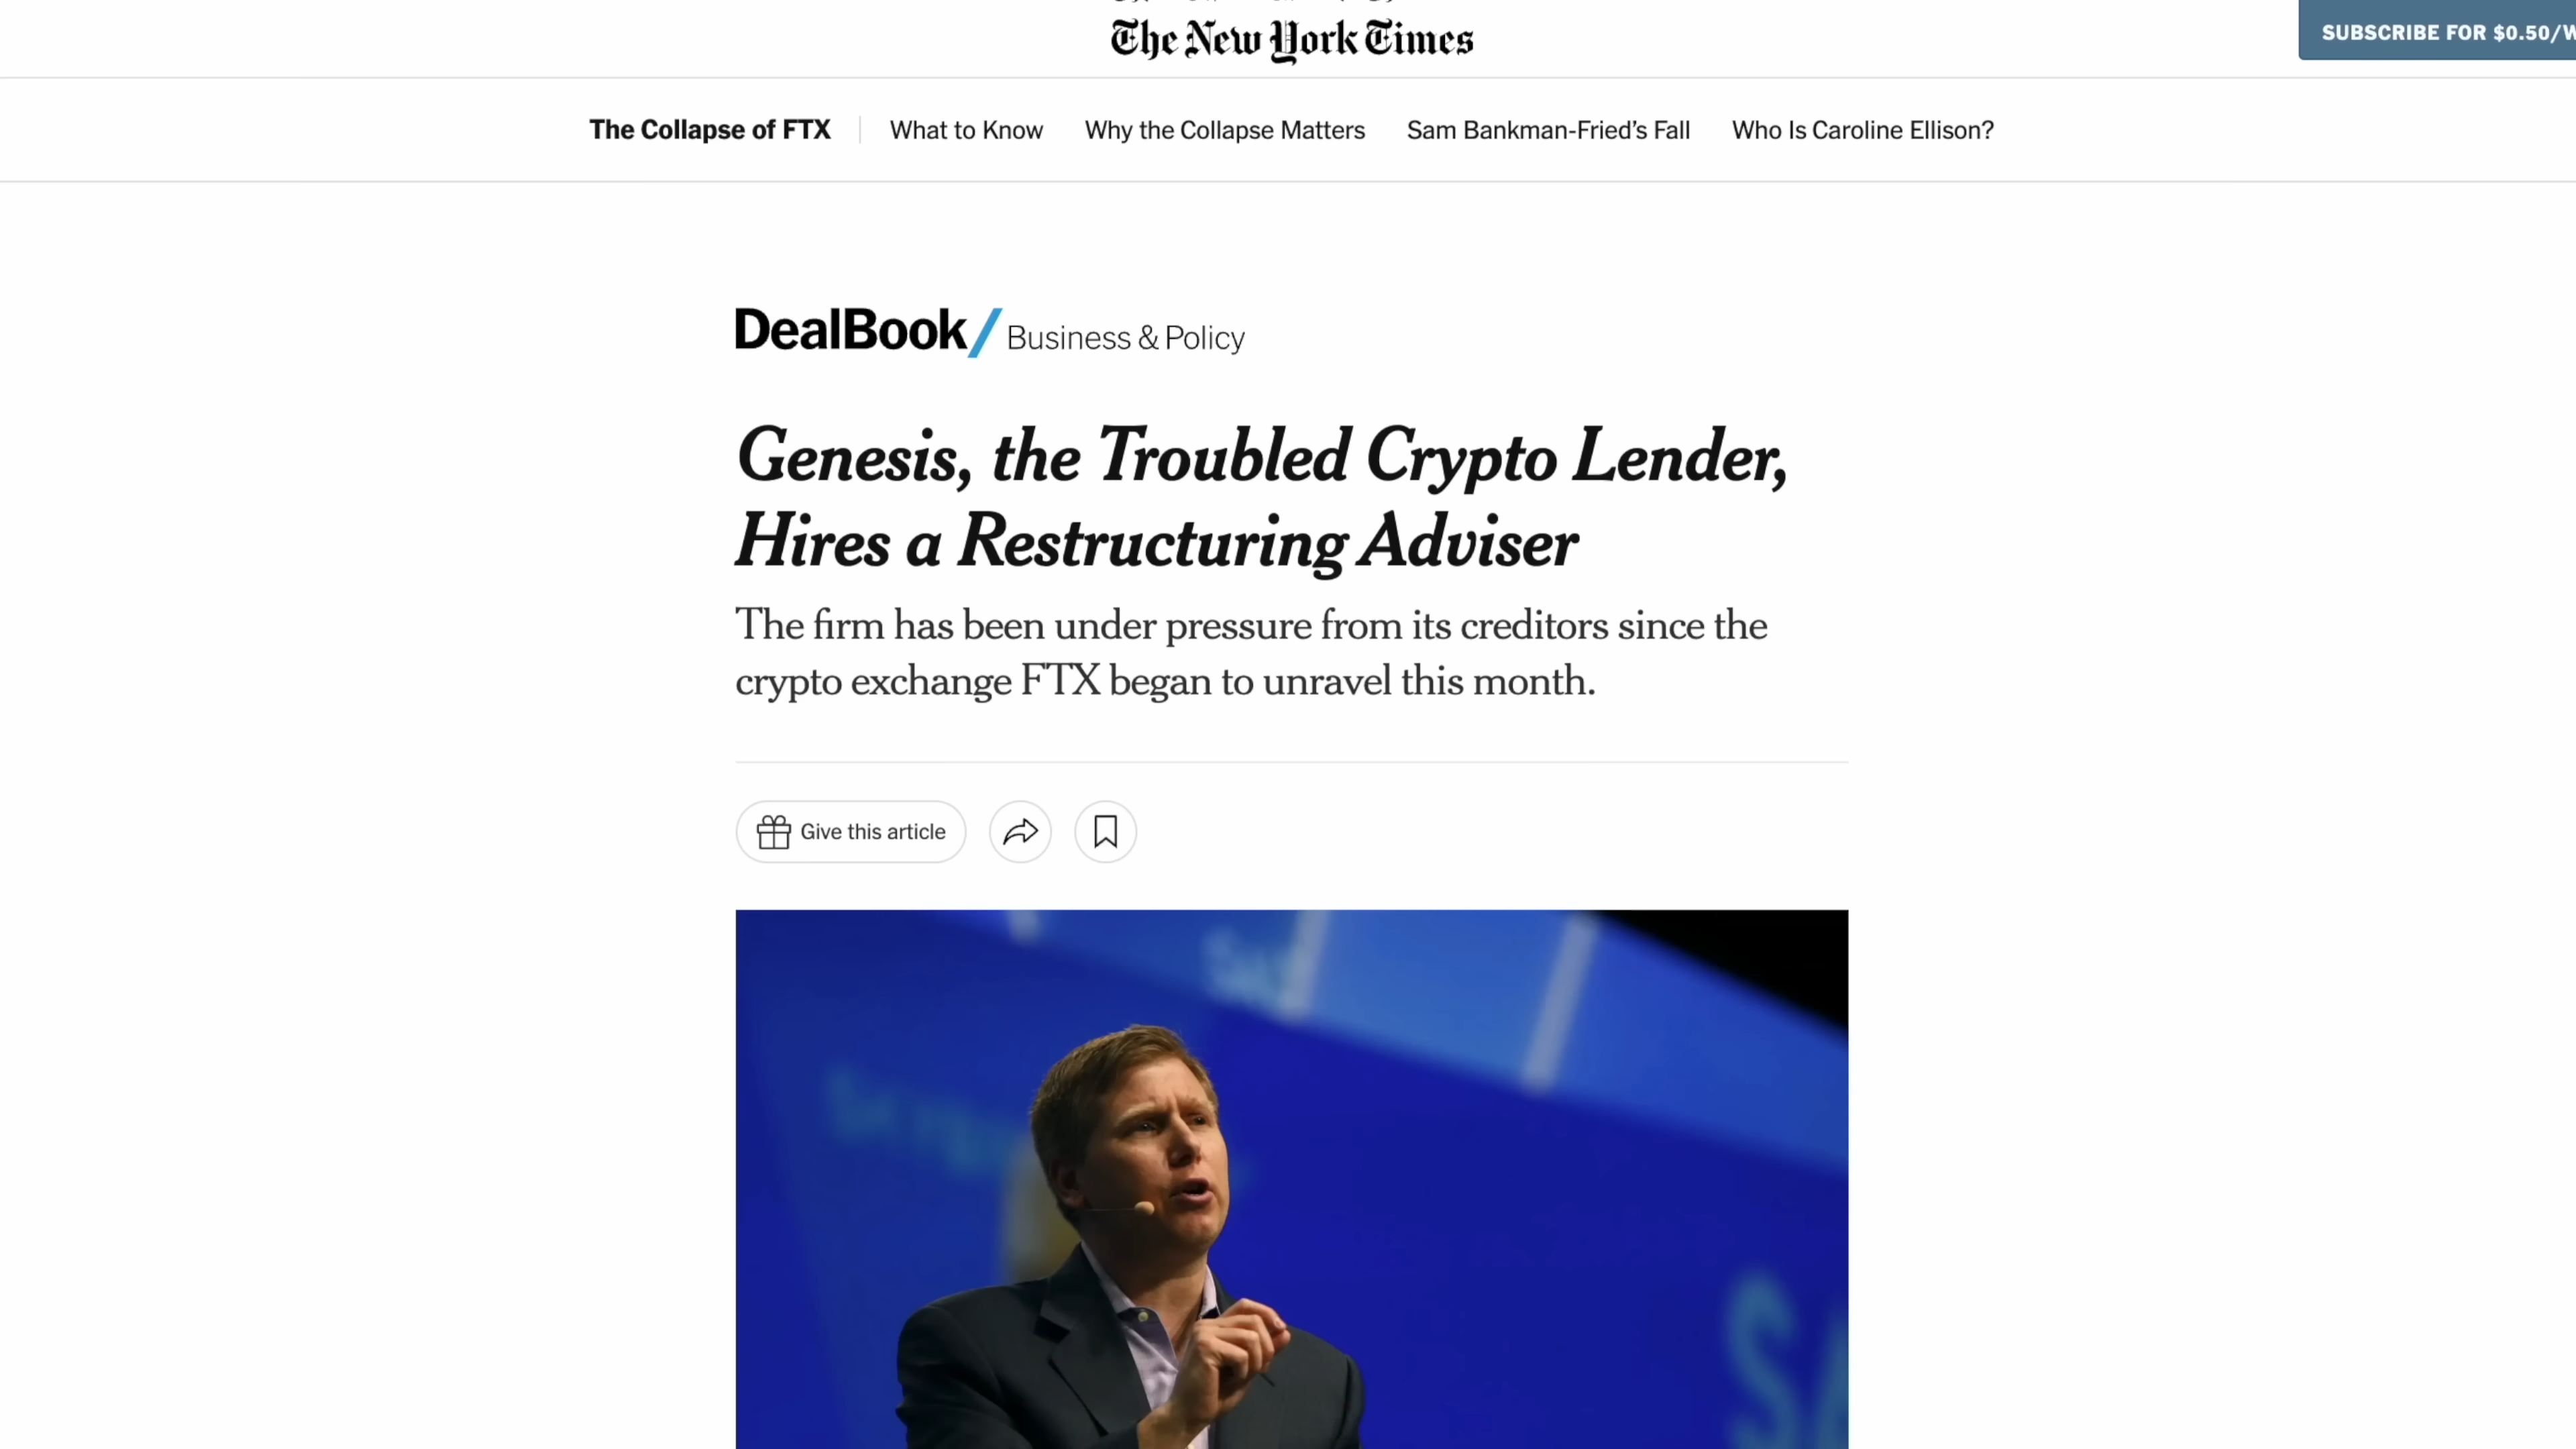 The New York Times
SUBSCRIBE FOR $0.50/W
The Collapse of FTX
What to Know
Why the Collapse Matters
Sam Bankman-Fried’s Fall
Who Is Caroline Ellison?
DealBook/ Business & Policy
Genesis, the Troubled Crypto Lender,
Hires a Restructuring Adviser
The firm has been under pressure from its creditors since the
crypto exchange FTX began to unravel this month.
Give this article